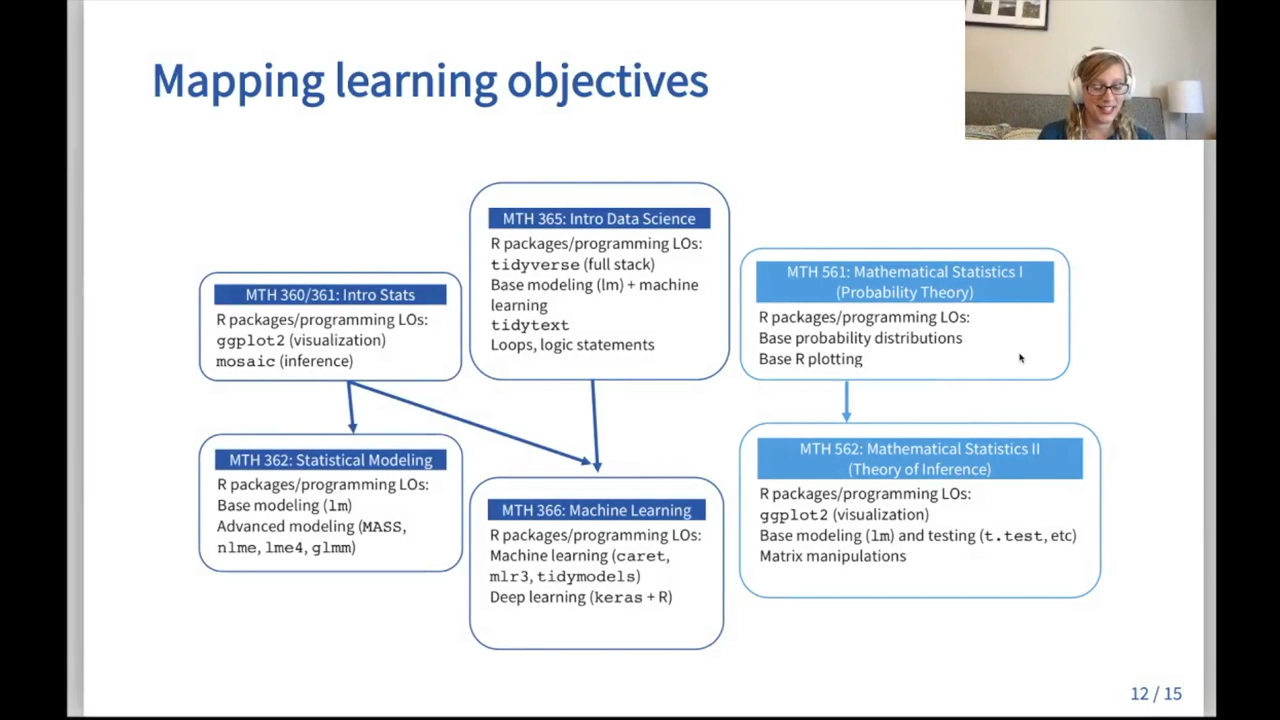 Mapping learning objectives
MTH 360/361: Intro Stats
R packages/programming LOs:
ggplot2 (visualization)
mosaic (inference)
MTH 365: Intro Data Science
R packages/programming LOs:
tidyverse (full stack)
Base modeling (lm) + machine
learning
tidytext
Loops, logic statements
MTH 561: Mathematical Statistics I
(Probability Theory)
R packages/programming LOs:
Base probability distributions
Base R plotting
MTH 362: Statistical Modeling
R packages/programming LOs:
Base modeling (lm)
Advanced modeling (MASS,
nlme, lme4, glmm)
MTH 366: Machine Learning
R packages/programming LOs:
Machine learning (caret,
mlr3, tidymodels)
Deep learning (keras + R)
MTH 562: Mathematical Statistics II
(Theory of Inference)
R packages/programming LOs:
ggplot2 (visualization)
Base modeling (lm) and testing (t.test, etc)
Matrix manipulations
12 / 15